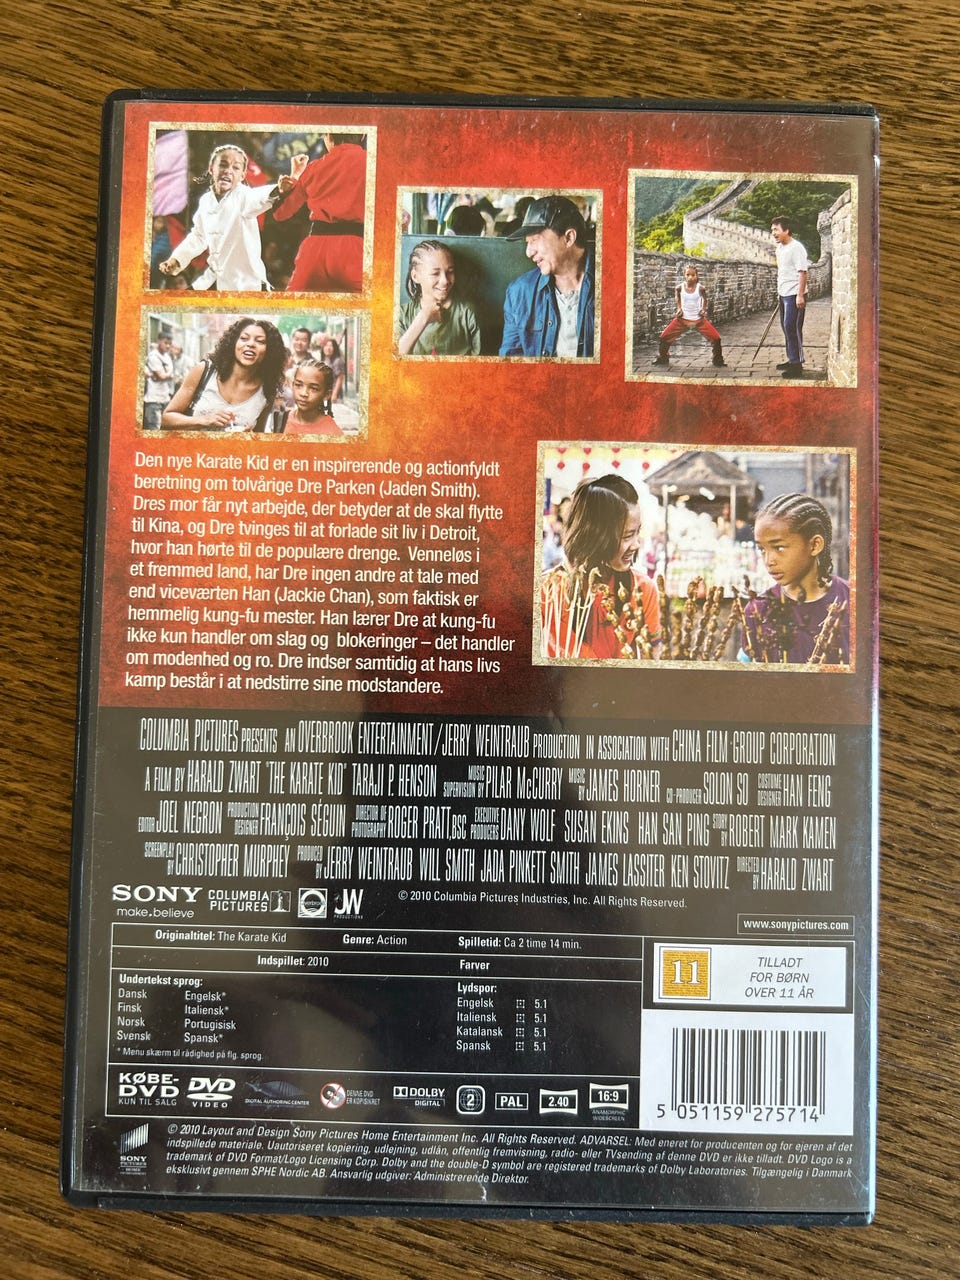 Den nye Karate Kid er en inspirerende og actionfyldt
beretning om tolvårige Dre Parken (Jaden Smith).
Dres mor får nyt arbejde, der betyder at de skal flytte
til Kina, og Dre tvinges til at forlade sit liv i Detroit,
hvor han hørte til de populære drenge. Venneløs i
et fremmed land, har Dre ingen andre at tale med
end viceværten Han (Jackie Chan), som faktisk er
hemmelig kung-fu mester. Han lærer Dre at kung-fu
ikke kun handler om slag og blokeringer – det handler
om modenhed og ro. Dre indser samtidig at hans livs
kamp består i at nedstirre sine modstandere.
COLUMBIA PICTURES PRESENTS AN OVERBROOK ENTERTAINMENT/JERRY WEINTRAUB PRODUCTION IN ASSOCIATION WITH CHINA FILM GROUP CORPORATION
A FILM BY HARALD ZWART "THE KARATE KID" TARAJI P. HENSON MUSIC SUPERVISION BY PILAR McCURRY MUSIC BY JAMES HORNER CO-PRODUCER SOLON SO COSTUME DESIGNER HAN FENG
EDITOR JOEL NEGRON PRODUCTION DESIGNER FRANÇOIS SÉGUIN DIRECTOR OF PHOTOGRAPHY ROGER PRATT, BSC EXECUTIVE PRODUCERS DANY WOLF SUSAN EKINS HAN SAN PING STORY BY ROBERT MARK KAMEN
SCREENPLAY BY CHRISTOPHER MURPHEY PRODUCED BY JERRY WEINTRAUB WILL SMITH JADA PINKETT SMITH JAMES LASSITER KEN STOVITZ DIRECTED BY HARALD ZWART
SONY
make.believe
COLUMBIA
PICTURES
Overbrook
JW
PRODUCTIONS
© 2010 Columbia Pictures Industries, Inc. All Rights Reserved.
www.sonypictures.com
Originaltitel: The Karate Kid Genre: Action Spilletid: Ca 2 time 14 min.
Indspillet: 2010 Farver
Undertekst sprog:
Dansk Engelsk*
Finsk Italiensk*
Norsk Portugisisk
Svensk Spansk*
* Menu skærm til rådighed på flg. sprog.
Lydspor:
Engelsk 5.1
Italiensk 5.1
Katalansk 5.1
Spansk 5.1
11
TILLADT
FOR BØRN
OVER 11 ÅR
KØBE-
DVD
KUN TIL SALG
DVD
VIDEO
DIGITAL AUTHORING CENTER
DENNE DVD
ER KOPISIKRET
DOLBY
DIGITAL
2
PAL
2.40
16:9
ANAMORPHIC
WIDESCREEN
5 051159 275714
SONY
PICTURES
© 2010 Layout and Design Sony Pictures Home Entertainment Inc. All Rights Reserved. ADVARSEL: Med eneret for producenten og for ejeren af det
indspillede materiale. Uautoriseret kopiering, udlejning, udlån, offentlig fremvisning, radio- eller TVsending af denne DVD er ikke tilladt. DVD Logo is a
trademark of DVD Format/Logo Licensing Corp. Dolby and the double-D symbol are registered trademarks of Dolby Laboratories. Tilgængelig i Danmark
eksklusivt gennem SPHE Nordic AB. Ansvarlig udgiver: Administrerende Direktør.